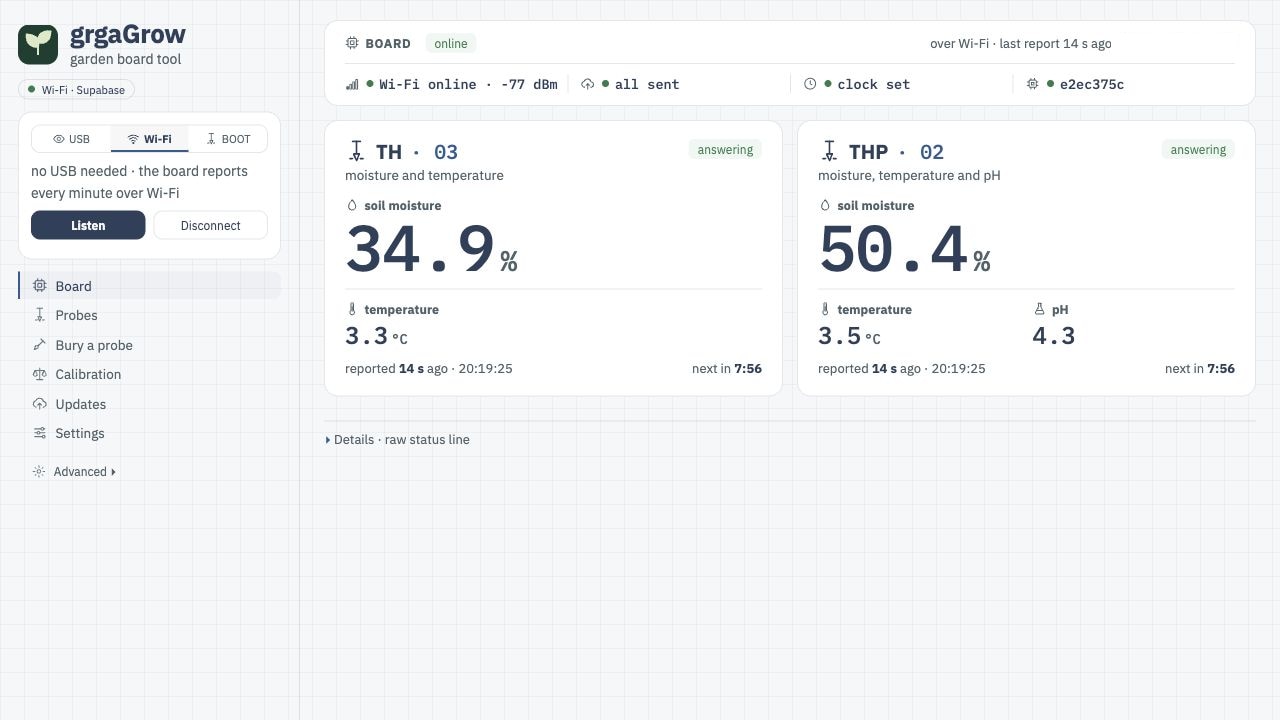 grgaGrow
garden board tool
Wi-Fi · Supabase
USB Wi-Fi BOOT
no USB needed · the board reports
every minute over Wi-Fi
Listen Disconnect
Board
Probes
Bury a probe
Calibration
Updates
Settings
Advanced
BOARD online over Wi-Fi · last report 14 s ago
Wi-Fi online · -77 dBm all sent clock set e2ec375c
TH · 03 answering
moisture and temperature
soil moisture
34.9%
temperature
3.3 °C
reported 14 s ago · 20:19:25 next in 7:56
THP · 02 answering
moisture, temperature and pH
soil moisture
50.4%
temperature pH
3.5 °C 4.3
reported 14 s ago · 20:19:25 next in 7:56
Details · raw status line